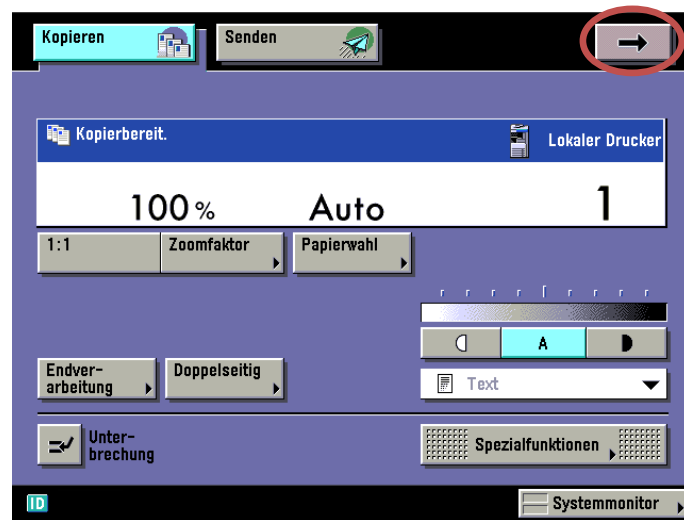 Kopieren
Senden
Kopierbereit.
Lokaler Drucker
100 %
Auto
1
1:1
Zoomfaktor
Papierwahl
A
Endver-
arbeitung
Doppelseitig
Text
Unter-
brechung
Spezialfunktionen
ID
Systemmonitor